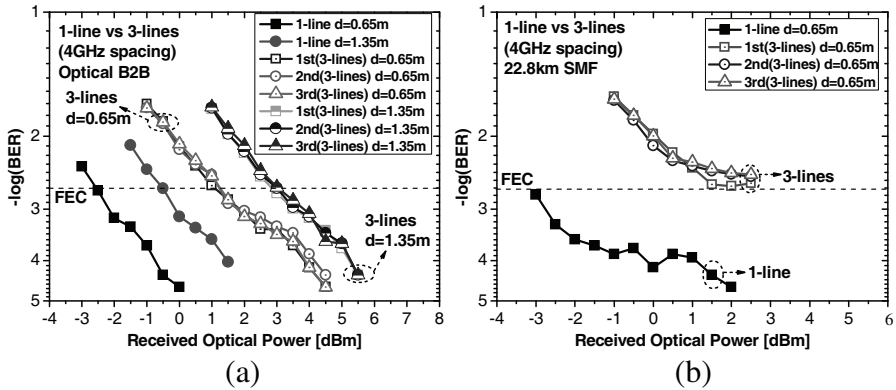 1-line vs 3-lines
(4GHz spacing)
Optical B2B
1-line d=0.65m
1-line d=1.35m
1st(3-lines) d=0.65m
2nd(3-lines) d=0.65m
3rd(3-lines) d=0.65m
1st(3-lines) d=1.35m
2nd(3-lines) d=1.35m
3rd(3-lines) d=1.35m
3-lines
d=0.65m
FEC
3-lines
d=1.35m
-log(BER)
1
2
3
4
5
-4 -3 -2 -1 0 1 2 3 4 5 6 7 8
Received Optical Power [dBm]
(a)
1-line vs 3-lines
(4GHz spacing)
22.8km SMF
1-line d=0.65m
1st(3-lines) d=0.65m
2nd(3-lines) d=0.65m
3rd(3-lines) d=0.65m
3-lines
FEC
1-line
-log(BER)
1
2
3
4
5
-4 -3 -2 -1 0 1 2 3 4 5 6
Received Optical Power [dBm]
(b)